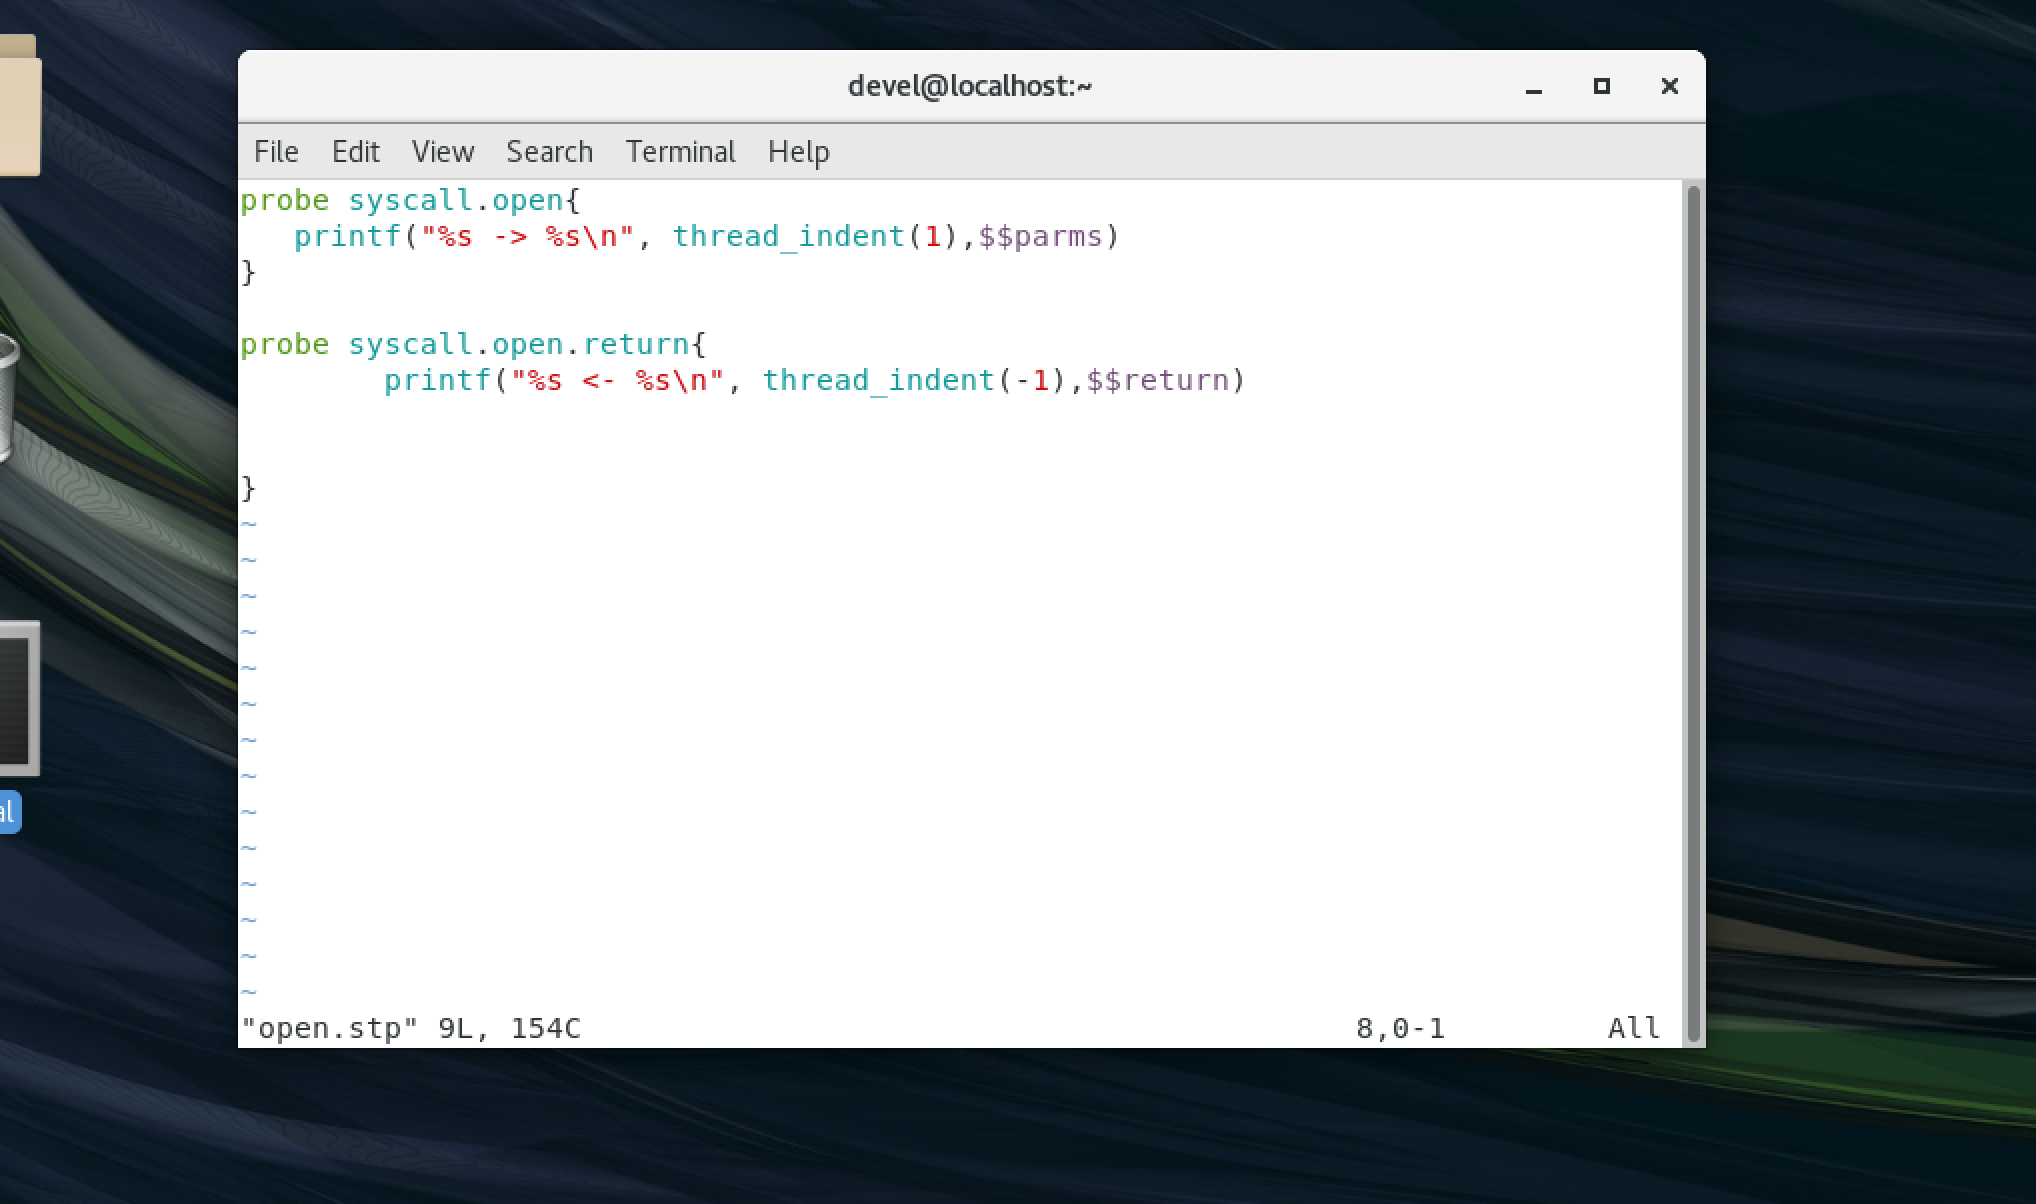 devel@localhost:~
File Edit View Search Terminal Help
probe syscall.open{
   printf("%s -> %s\n", thread_indent(1),$$parms)
}
probe syscall.open.return{
        printf("%s <- %s\n", thread_indent(-1),$$return)
}
~
~
~
~
~
~
~
~
~
~
~
~
~
~
"open.stp" 9L, 154C 8,0-1 All
al